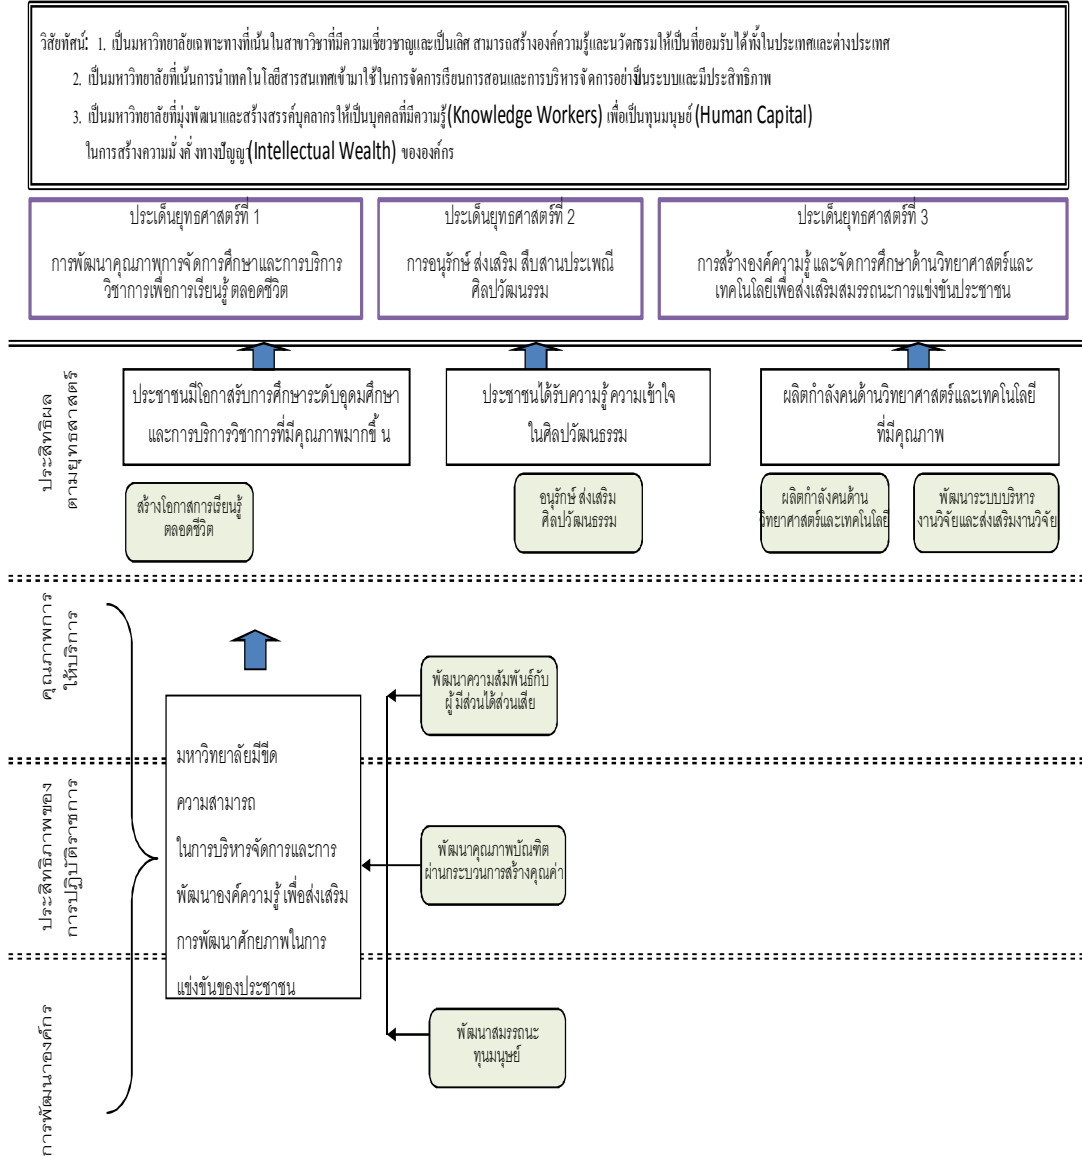 วิสัยทัศน์: 1. เป็นมหาวิทยาลัยเฉพาะทางที่เน้นในสาขาวิชาที่มีความเชี่ยวชาญและเป็นเลิศ สามารถสร้างองค์ความรู้และนวัตกรรมให้เป็นที่ยอมรับได้ทั้งในประเทศและต่างประเทศ
2. เป็นมหาวิทยาลัยที่เน้นการนำเทคโนโลยีสารสนเทศเข้ามาใช้ในการจัดการเรียนการสอนและการบริหารจัดการอย่างเป็นระบบและมีประสิทธิภาพ
3. เป็นมหาวิทยาลัยที่มุ่งพัฒนาและสร้างสรรค์บุคลากรให้เป็นบุคคลที่มีความรู้(Knowledge Workers) เพื่อเป็นทุนมนุษย์ (Human Capital)
ในการสร้างความมั่งคั่งทางปัญญา(Intellectual Wealth) ขององค์กร
ประเด็นยุทธศาสตร์ที่ 1
การพัฒนาคุณภาพการจัดการศึกษาและการบริการ
วิชาการเพื่อการเรียนรู้ ตลอดชีวิต
ประเด็นยุทธศาสตร์ที่ 2
การอนุรักษ์ ส่งเสริม สืบสานประเพณี
ศิลปวัฒนธรรม
ประเด็นยุทธศาสตร์ที่ 3
การสร้างองค์ความรู้ และจัดการศึกษาด้านวิทยาศาสตร์และ
เทคโนโลยีเพื่อส่งเสริมสมรรถนะการแข่งขันประชาชน
ประสิทธิผล
ตามยุทธสาสตร์
ประชาชนมีโอกาสรับการศึกษาระดับอุดมศึกษา
และการบริการวิชาการที่มีคุณภาพมากขึ้น
ประชาชนได้รับความรู้ ความเข้าใจ
ในศิลปวัฒนธรรม
ผลิตกำลังคนด้านวิทยาศาสตร์และเทคโนโลยี
ที่มีคุณภาพ
สร้างโอกาสการเรียนรู้
ตลอดชีวิต
อนุรักษ์ ส่งเสริม
ศิลปวัฒนธรรม
ผลิตกำลังคนด้าน
วิทยาศาสตร์และเทคโนโลยี
พัฒนาระบบบริหาร
งานวิจัยและส่งเสริมงานวิจัย
คุณภาพการ
ให้บริการ
พัฒนาความสัมพันธ์กับ
ผู้มีส่วนได้ส่วนเสีย
มหาวิทยาลัยมีขีด
ความสามารถ
ในการบริหารจัดการและการ
พัฒนาองค์ความรู้ เพื่อส่งเสริม
การพัฒนาศักยภาพในการ
แข่งขันของประชาชน
ประสิทธิภาพของ
การปฏิบัติราชการ
พัฒนาคุณภาพบัณฑิต
ผ่านกระบวนการสร้างคุณค่า
การพัฒนาองค์กร
พัฒนาสมรรถนะ
ทุนมนุษย์